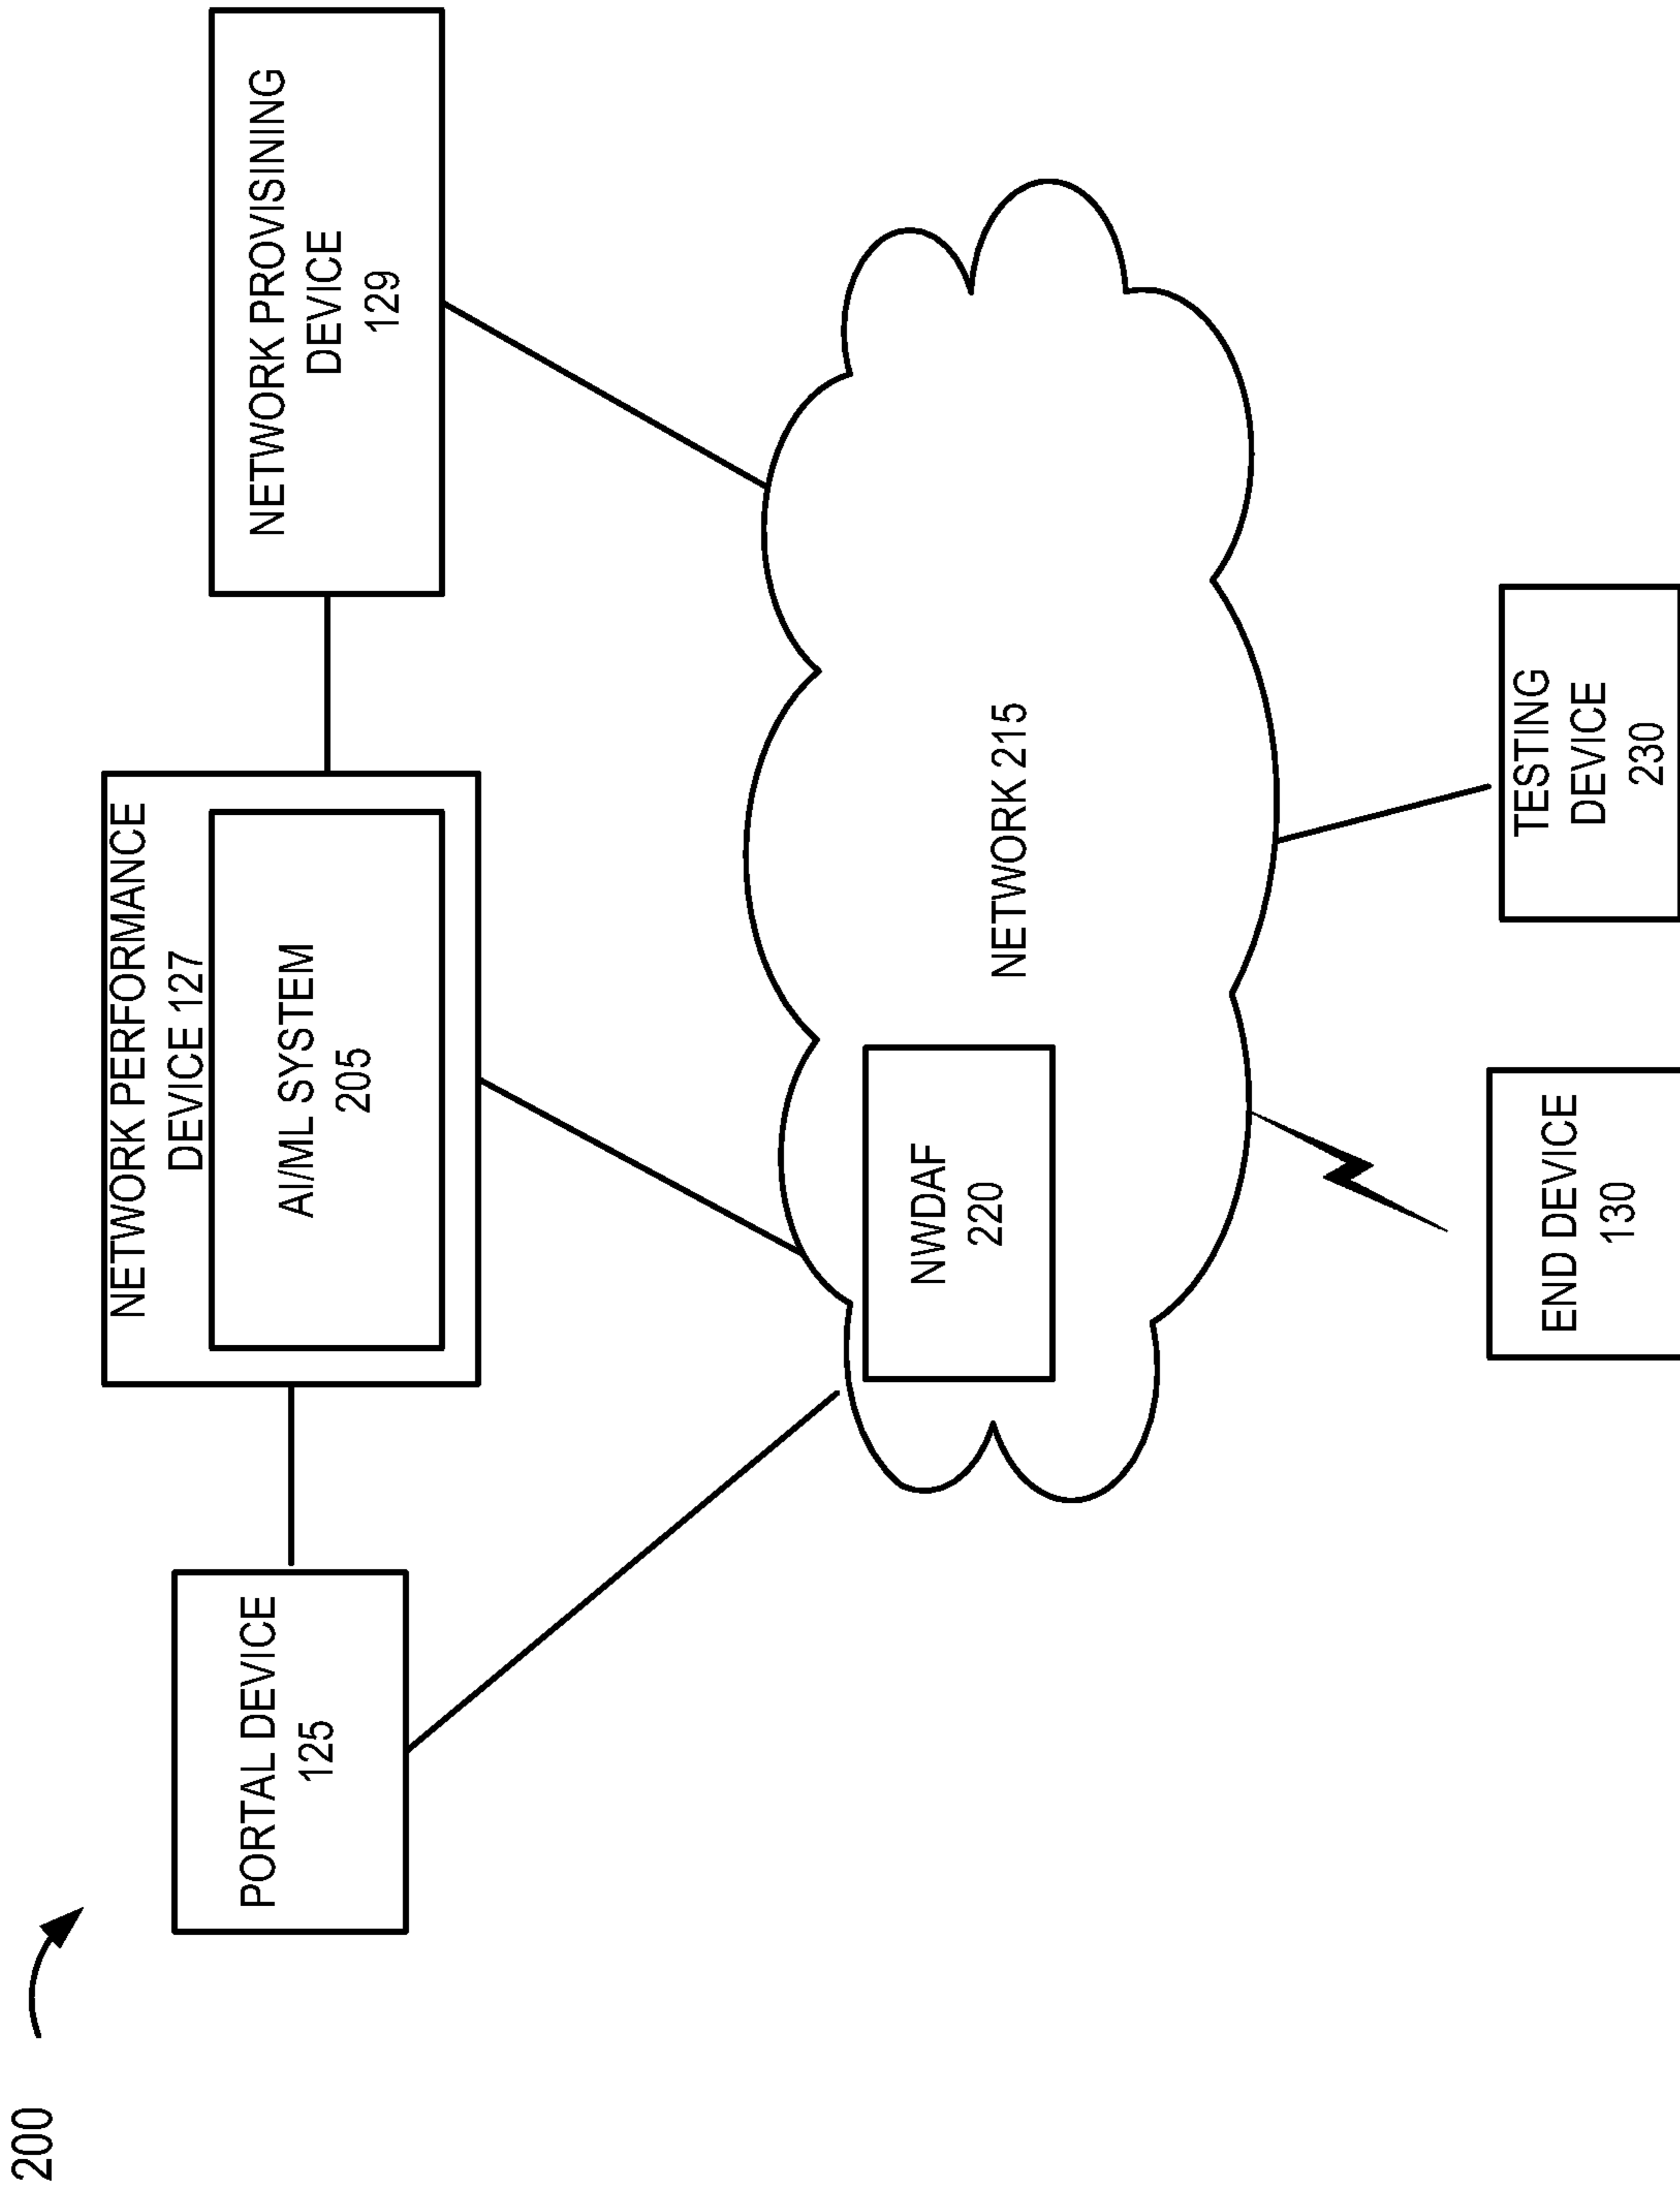 200
PORTAL DEVICE
125
NETWORK PERFORMANCE
DEVICE 127
AI/ML SYSTEM
205
NETWORK PROVISINING
DEVICE
129
NWDAF
220
NETWORK 215
END DEVICE
130
TESTING
DEVICE
230